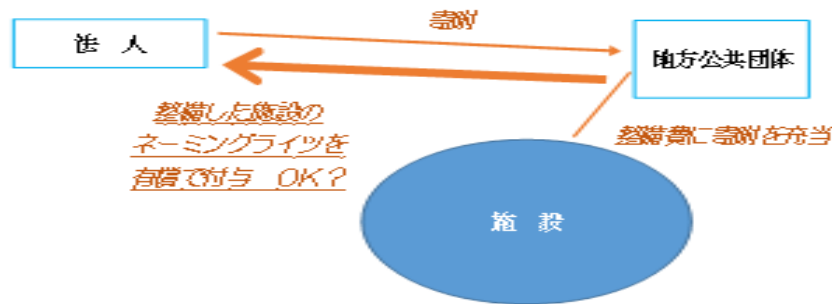 寄附
法 人
地方公共団体
整備した施設の
ネーミングライツを
有償で付与 OK?
整備費に寄附を充当
施 設